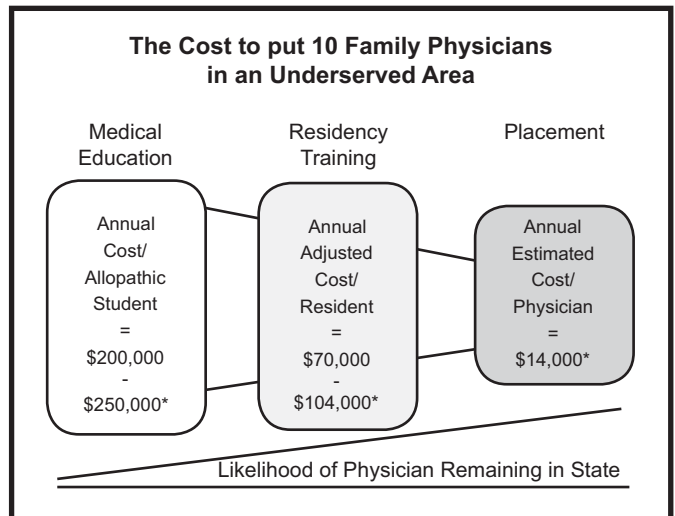 The Cost to put 10 Family Physicians
in an Underserved Area
Medical
Education
Annual
Cost/
Allopathic
Student
=
$200,000
-
$250,000*
Residency
Training
Annual
Adjusted
Cost/
Resident
=
$70,000
-
$104,000*
Placement
Annual
Estimated
Cost/
Physician
=
$14,000*
Likelihood of Physician Remaining in State